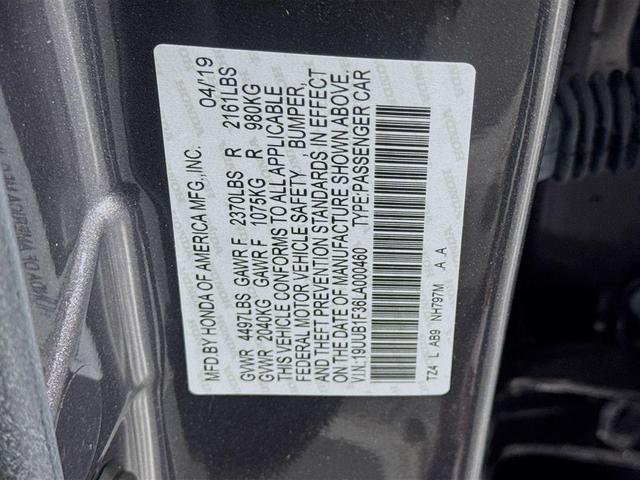 MFD.BY HONDA OF AMERICA MFG.,INC. 04/19
GVWR 4497LBS GAWR F 2370LBS R 2161LBS
GVWR 2040KG GAWR F 1075KG R 980KG
THIS VEHICLE CONFORMS TO ALL APPLICABLE
FEDERAL MOTOR VEHICLE SAFETY , BUMPER,
AND THEFT PREVENTION STANDARDS IN EFFECT
ON THE DATE OF MANUFACTURE SHOWN ABOVE.
V.I.N.:19UUB1F36LA000460 TYPE:PASSENGER CAR
TZ4 L AB9 NH797M A A